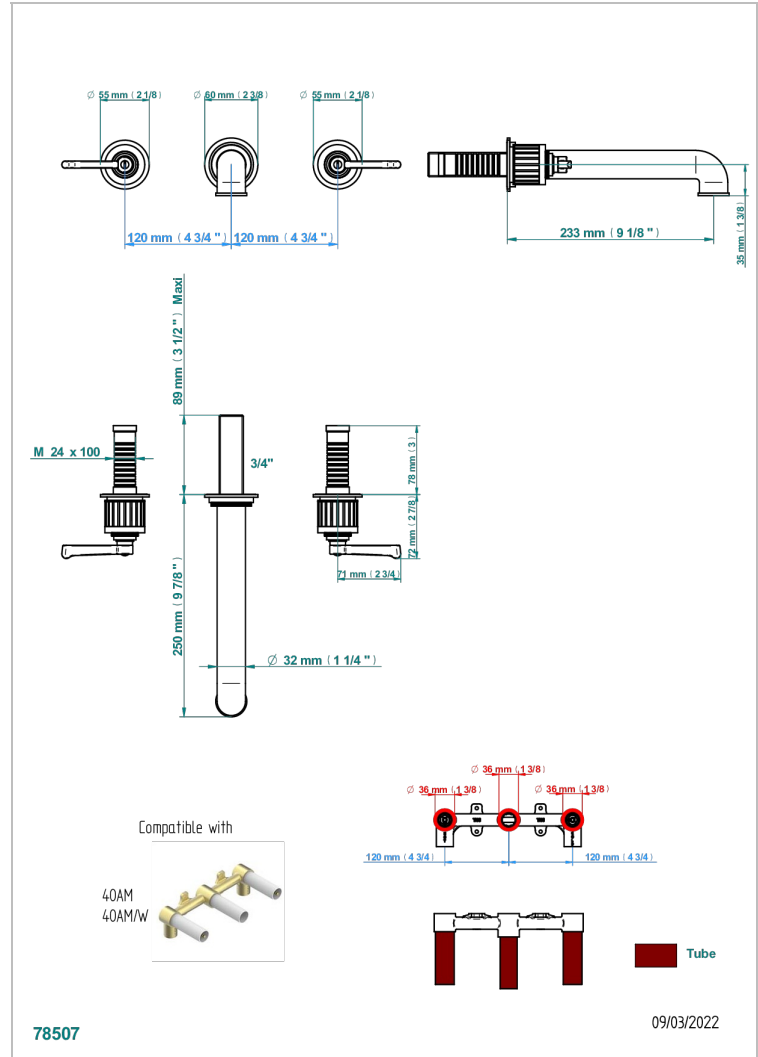 ∅ 55 mm ( 2 1/8 )
∅ 60 mm ( 2 3/8 )
∅ 55 mm ( 2 1/8 )
120 mm ( 4 3/4 " )
120 mm ( 4 3/4 " )
233 mm ( 9 1/8 " )
35 mm ( 1 3/8 )
89 mm ( 3 1/2 " ) Maxi
M 24 x 100
3/4"
78 mm ( 3 )
72 mm ( 2 7/8 )
71 mm ( 2 3/4 )
250 mm ( 9 7/8 " )
∅ 32 mm ( 1 1/4 " )
∅ 36 mm ( 1 3/8 )
∅ 36 mm ( 1 3/8 )
∅ 36 mm ( 1 3/8 )
120 mm ( 4 3/4 )
120 mm ( 4 3/4 )
Compatible with
40AM
40AM/W
Tube
09/03/2022
78507